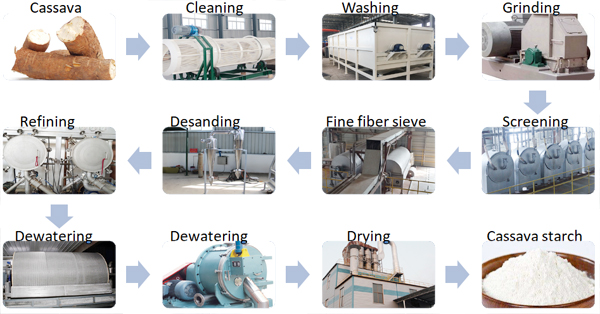 Cassava
Cleaning
Washing
Grinding
Screening
Fine fiber sieve
Desanding
Refining
Dewatering
Dewatering
Drying
Cassava starch